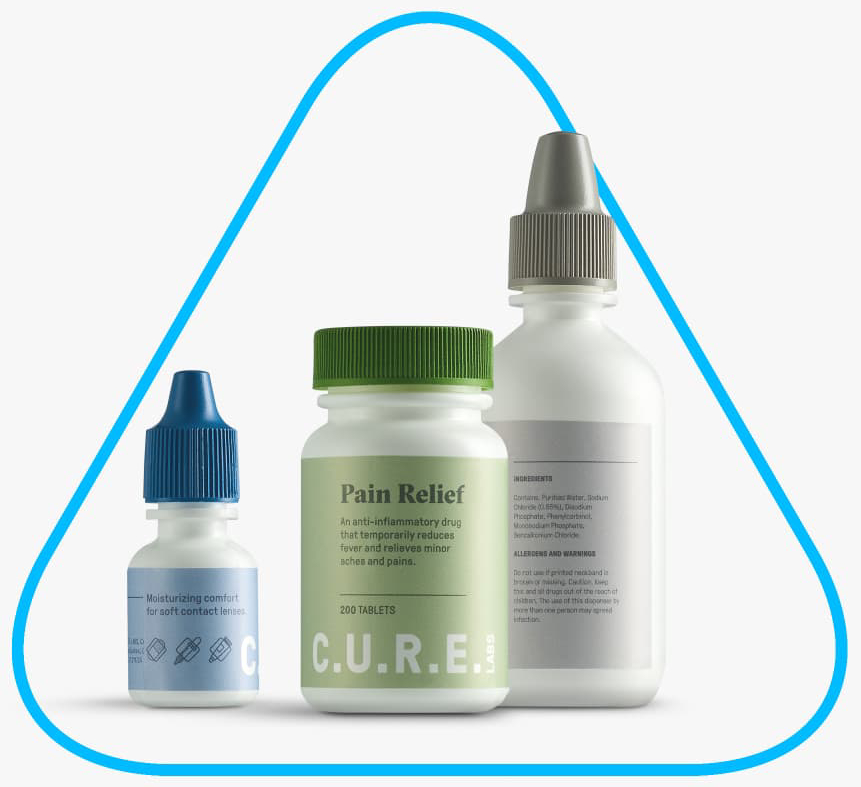 Moisturizing comfort
for soft contact lenses.
C.
Pain Relief
An anti-inflammatory drug
that temporarily reduces
fever and relieves minor
aches and pains.
200 TABLETS
C.U.R.E.
LABS
INGREDIENTS
Contains, Purified Water, Sodium
Chloride (0.65%), Disodium
Phosphate, Phenylcarbinol,
Monosodium Phosphate,
Benzalkonium Chloride.
ALLERGENS AND WARNINGS
Do not use if printed neckband is
broken or missing. Caution. Keep
this and all drugs out of the reach of
children. The use of this dispenser by
more than one person may spread
infection.